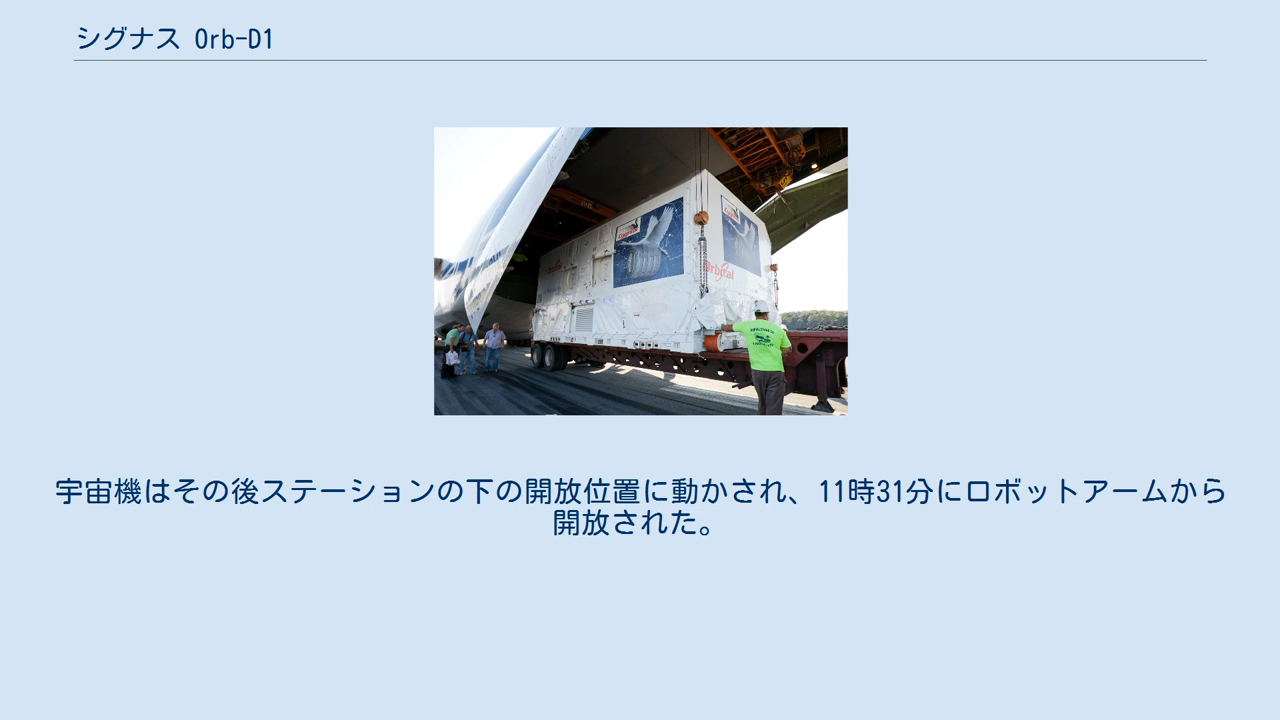 シグナス Orb-D1
Orbital
宇宙機はその後ステーションの下の開放位置に動かされ、11時31分にロボットアームから
開放された。